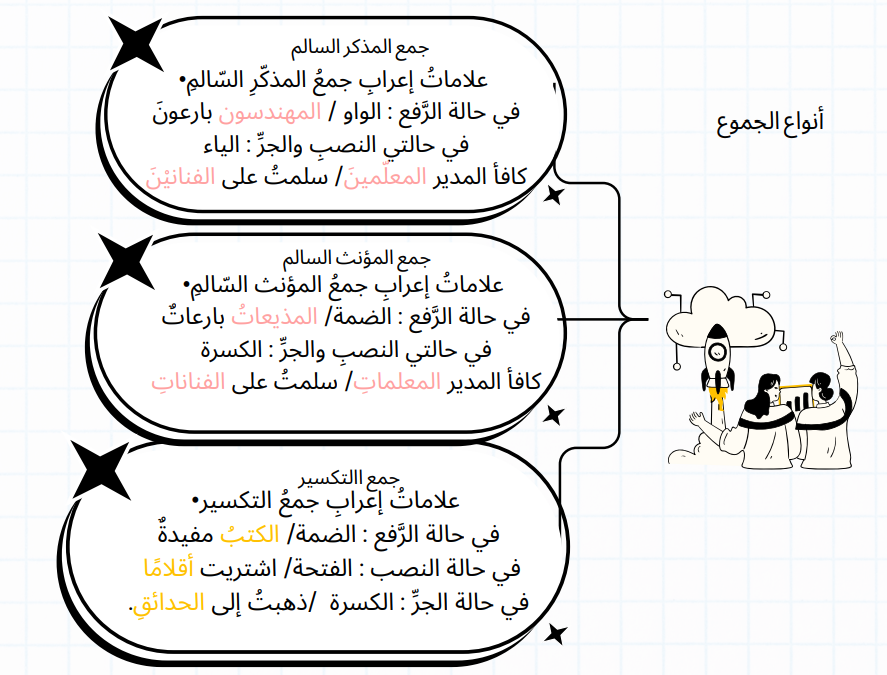 أنواع الجموع
جمع المذكر السالم
علاماتُ إعرابِ جمعُ المذكّرِ السّالمِ•
في حالة الرَّفع : الواو / المهندسون بارعونَ
في حالتي النصبِ والجرِّ : الياء
كافأ المدير المعلّمينَ/ سلمتُ على الفنانيْنَ
جمع المؤنث السالم
علاماتُ إعرابِ جمعُ المؤنث السّالمِ•
في حالة الرَّفع : الضمة/ المذيعاتُ بارعاتٌ
في حالتي النصبِ والجرِّ : الكسرة
كافأ المدير المعلماتِ/ سلمتُ على الفناناتِ
جمع االتكسير
علاماتُ إعرابِ جمعُ التكسير•
في حالة الرَّفع : الضمة/ الكتبُ مفيدةٌ
في حالة النصب : الفتحة/ اشتريت أقلامًا
في حالة الجرِّ : الكسرة /ذهبتُ إلى الحدائقِ.